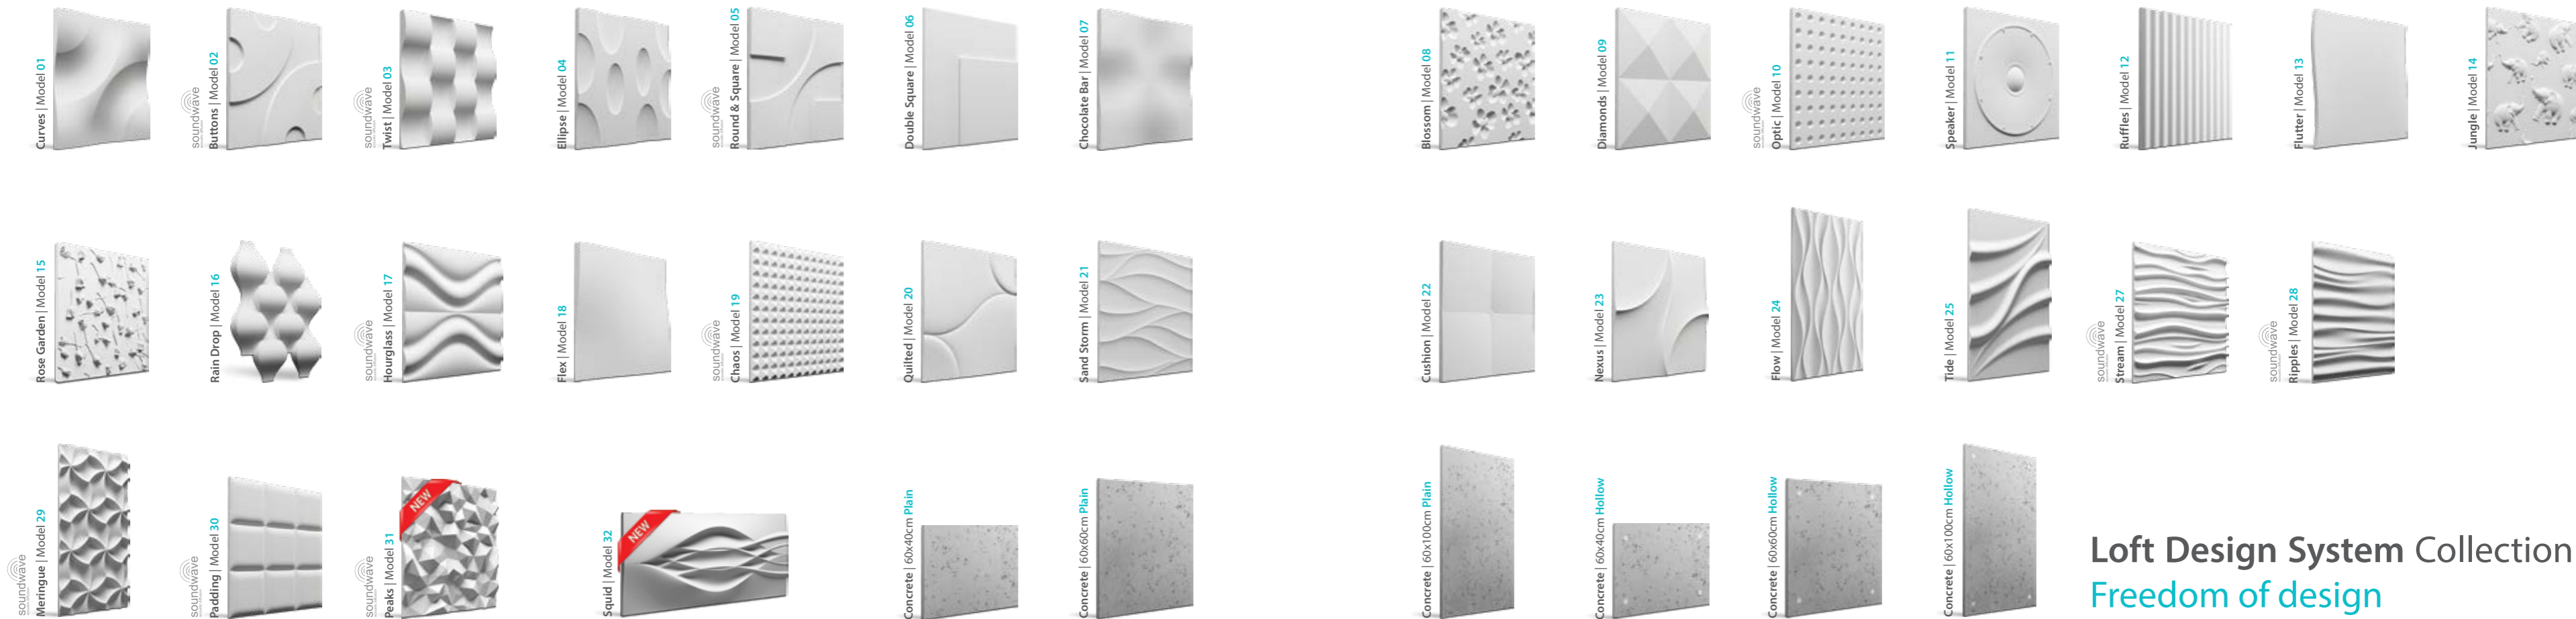 Curves | Model 01
soundwave
Buttons | Model 02
soundwave
Twist | Model 03
Ellipse | Model 04
soundwave
Round & Square | Model 05
Double Square | Model 06
Chocolate Bar | Model 07
Blossom | Model 08
Diamonds | Model 09
soundwave
Optic | Model 10
Speaker | Model 11
Ruffles | Model 12
Flutter | Model 13
Jungle | Model 14
Rose Garden | Model 15
Rain Drop | Model 16
soundwave
Hourglass | Model 17
Flex | Model 18
soundwave
Chaos | Model 19
Quilted | Model 20
Sand Storm | Model 21
Cushion | Model 22
Nexus | Model 23
Flow | Model 24
Tide | Model 25
soundwave
Stream | Model 27
soundwave
Ripples | Model 28
soundwave
Meringue | Model 29
soundwave
Padding | Model 30
soundwave
Peaks | Model 31
NEW
Squid | Model 32
NEW
Concrete | 60x40cm Plain
Concrete | 60x60cm Plain
Concrete | 60x100cm Plain
Concrete | 60x40cm Hollow
Concrete | 60x60cm Hollow
Concrete | 60x100cm Hollow
Loft Design System Collection
Freedom of design